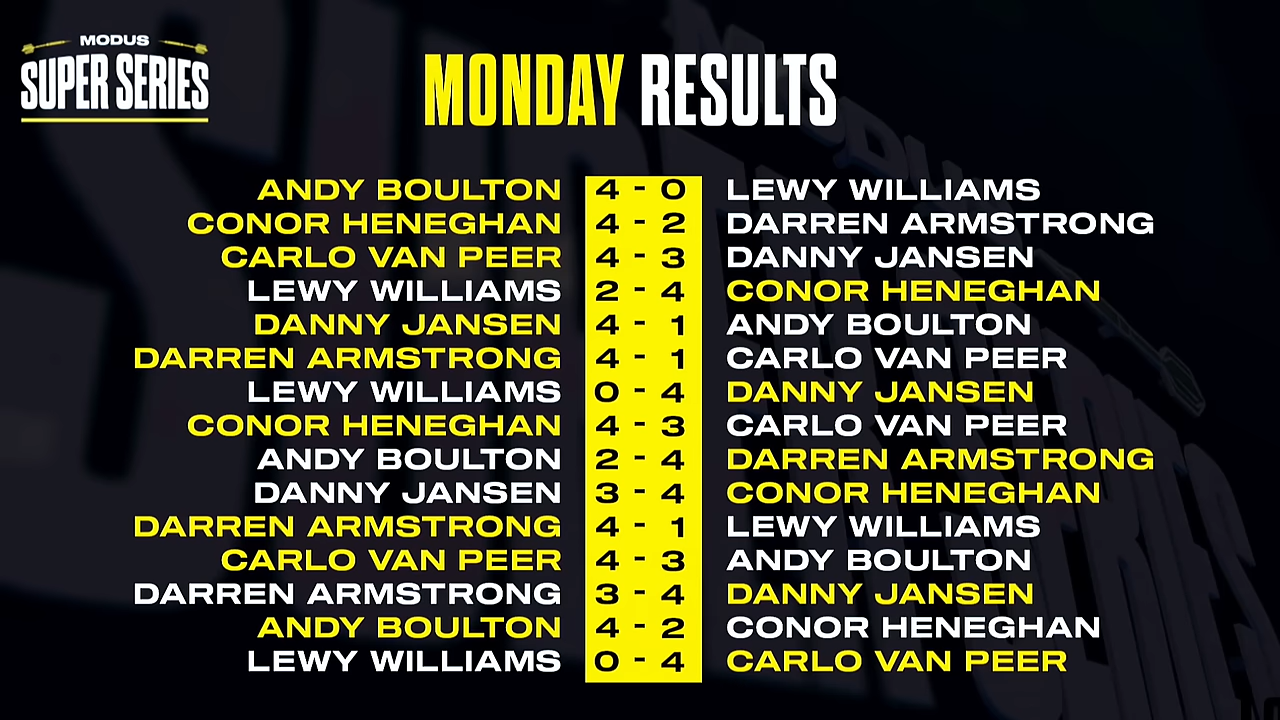 MODUS
SUPER SERIES
MONDAY RESULTS
ANDY BOULTON 4 - 0 LEWY WILLIAMS
CONOR HENEGHAN 4 - 2 DARREN ARMSTRONG
CARLO VAN PEER 4 - 3 DANNY JANSEN
LEWY WILLIAMS 2 - 4 CONOR HENEGHAN
DANNY JANSEN 4 - 1 ANDY BOULTON
DARREN ARMSTRONG 4 - 1 CARLO VAN PEER
LEWY WILLIAMS 0 - 4 DANNY JANSEN
CONOR HENEGHAN 4 - 3 CARLO VAN PEER
ANDY BOULTON 2 - 4 DARREN ARMSTRONG
DANNY JANSEN 3 - 4 CONOR HENEGHAN
DARREN ARMSTRONG 4 - 1 LEWY WILLIAMS
CARLO VAN PEER 4 - 3 ANDY BOULTON
DARREN ARMSTRONG 3 - 4 DANNY JANSEN
ANDY BOULTON 4 - 2 CONOR HENEGHAN
LEWY WILLIAMS 0 - 4 CARLO VAN PEER